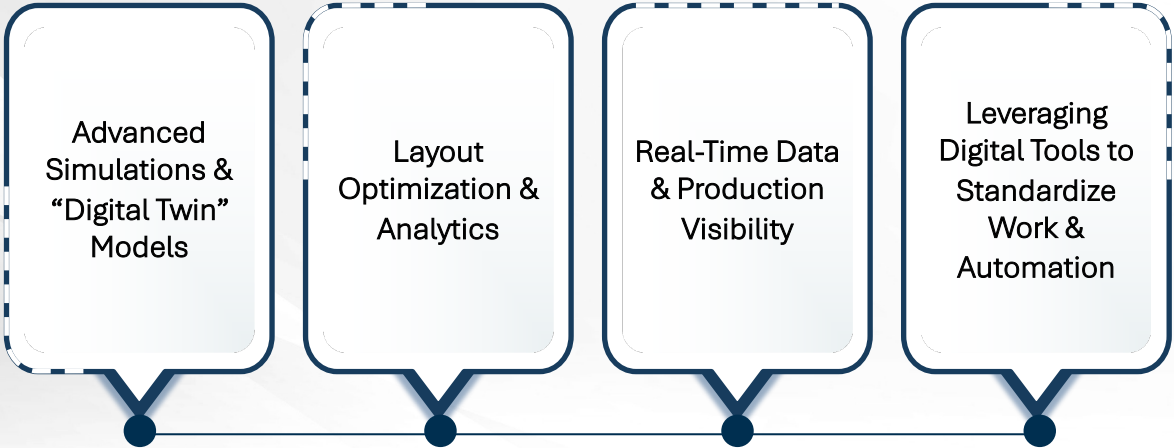 Advanced
Simulations &
“Digital Twin”
Models
Layout
Optimization &
Analytics
Real-Time Data
& Production
Visibility
Leveraging
Digital Tools to
Standardize
Work &
Automation